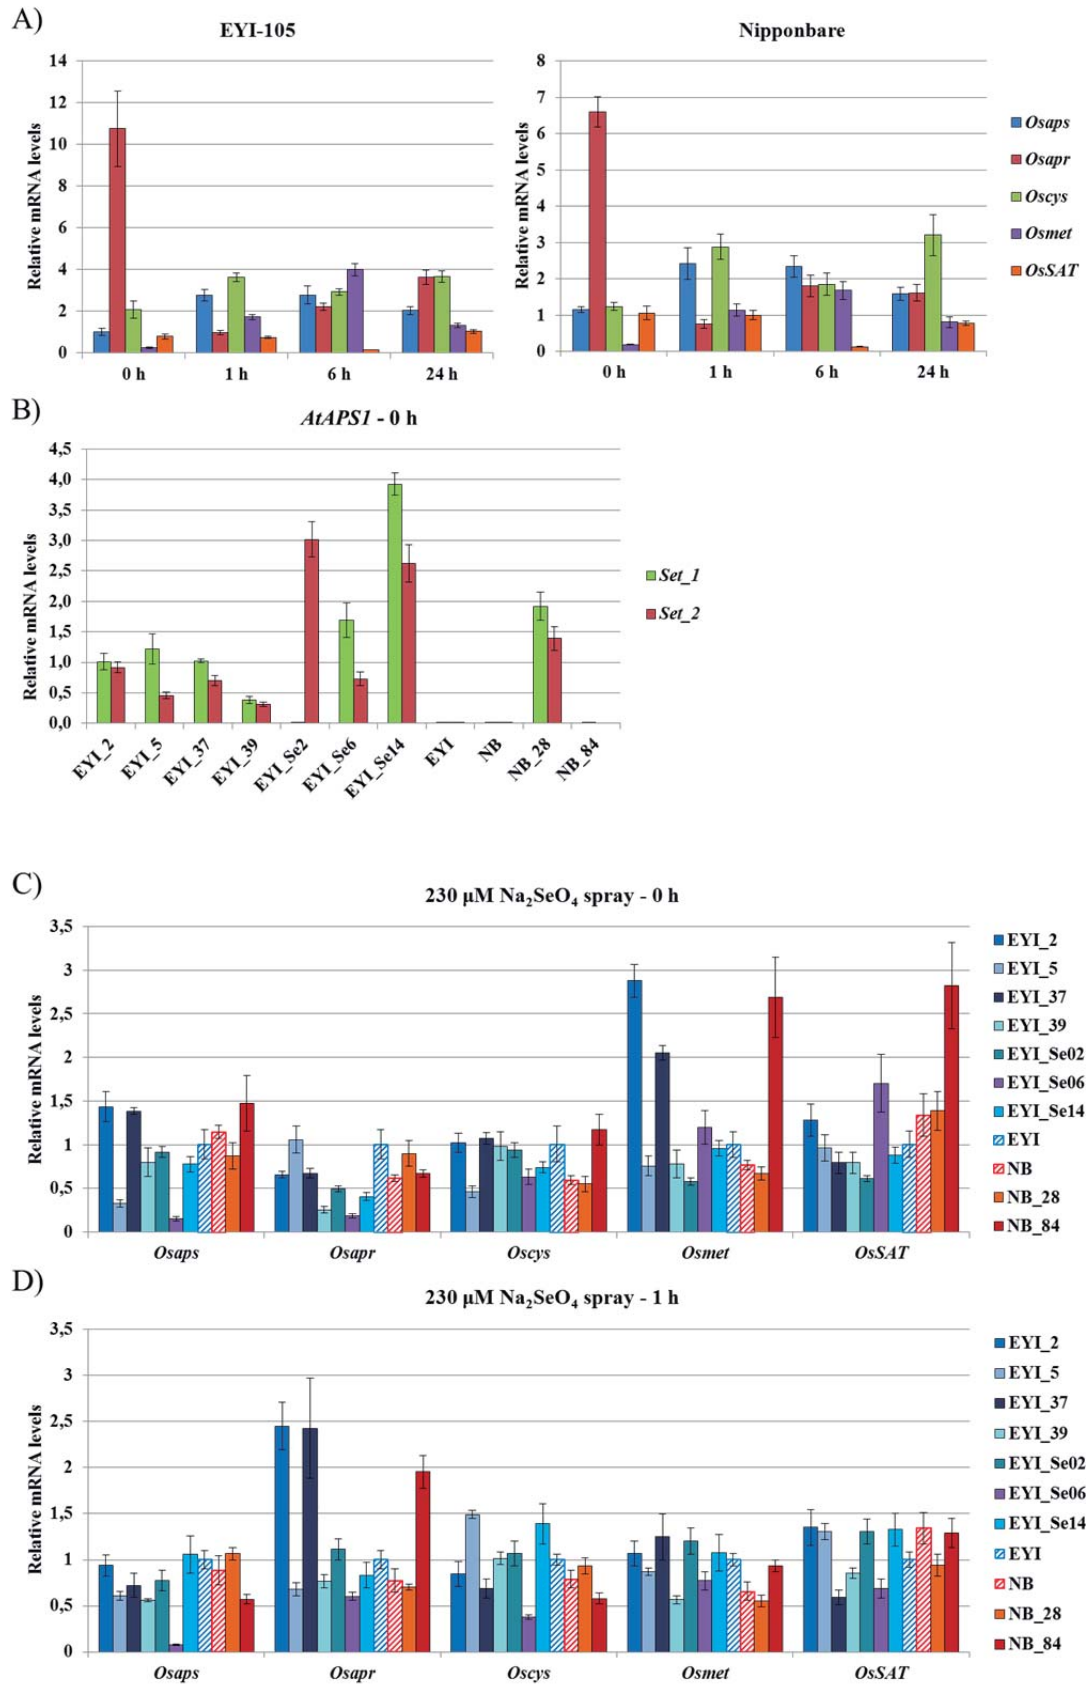 A)
EYI-105
Nipponbare
Relative mRNA levels
14
12
10
8
6
4
2
0
0 h
1 h
6 h
24 h
Relative mRNA levels
8
7
6
5
4
3
2
1
0
0 h
1 h
6 h
24 h
Osaps
Osapr
Oscys
Osmet
OsSAT
B)
AtAPS1 - 0 h
Relative mRNA levels
4,5
4,0
3,5
3,0
2,5
2,0
1,5
1,0
0,5
0,0
EYI_2
EYI_5
EYI_37
EYI_39
EYI_Se2
EYI_Se6
EYI_Se14
EYI
NB
NB_28
NB_84
Set_1
Set_2
C)
230 µM Na₂SeO₄ spray - 0 h
Relative mRNA levels
3,5
3
2,5
2
1,5
1
0,5
0
Osaps
Osapr
Oscys
Osmet
OsSAT
EYI_2
EYI_5
EYI_37
EYI_39
EYI_Se02
EYI_Se06
EYI_Se14
EYI
NB
NB_28
NB_84
D)
230 µM Na₂SeO₄ spray - 1 h
Relative mRNA levels
3,5
3
2,5
2
1,5
1
0,5
0
Osaps
Osapr
Oscys
Osmet
OsSAT
EYI_2
EYI_5
EYI_37
EYI_39
EYI_Se02
EYI_Se06
EYI_Se14
EYI
NB
NB_28
NB_84